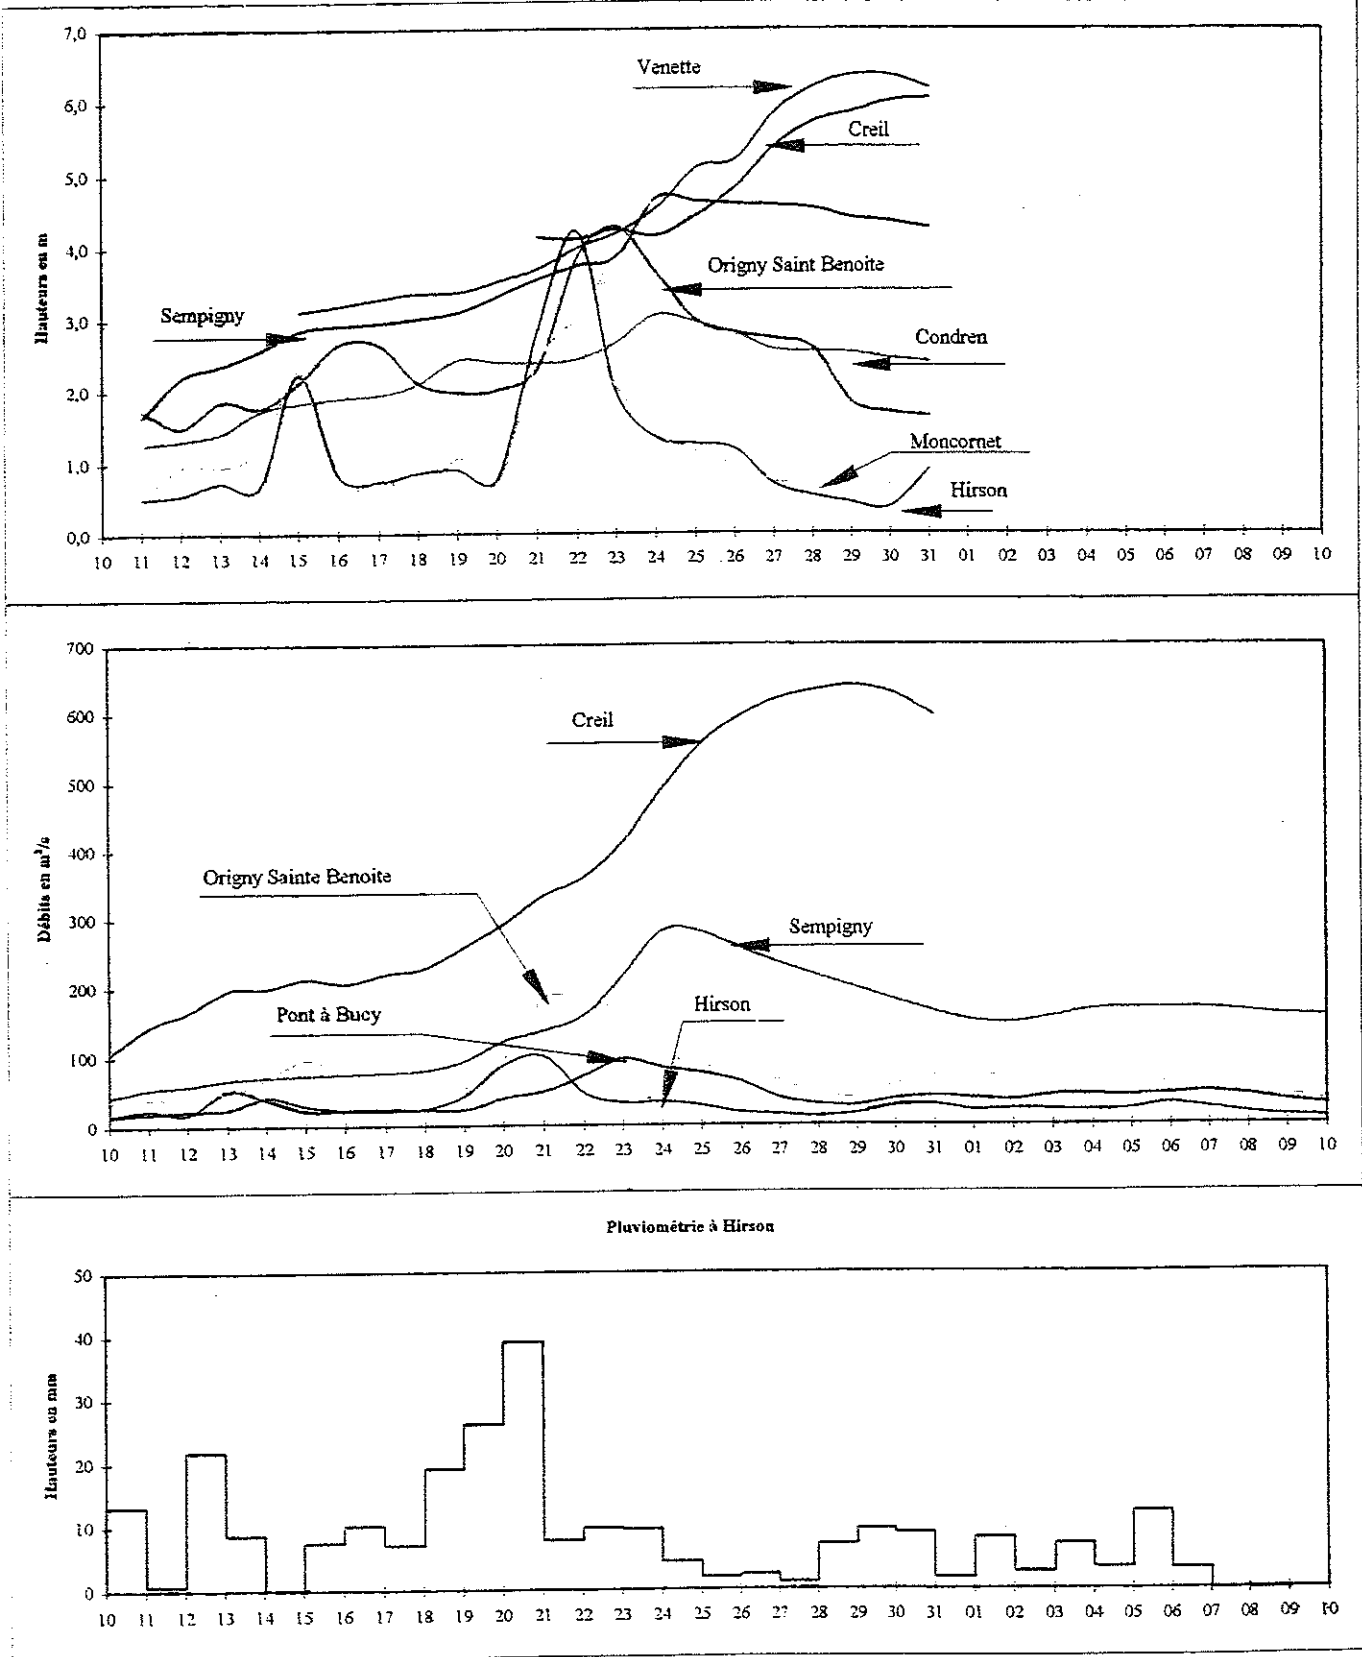 7,0
Venette
6,0
Creil
5,0
4,0
Origny Saint Benoite
Sempigny
3,0
Condren
2,0
Moncornet
1,0
Hirson
0,0
Hauteurs en m
10 11 12 13 14 15 16 17 18 19 20 21 22 23 24 25 26 27 28 29 30 31 01 02 03 04 05 06 07 08 09 10
700
600
Creil
500
400
Origny Sainte Benoite
300
Sempigny
200
Hirson
Pont à Bucy
100
0
Débits en m³/s
10 11 12 13 14 15 16 17 18 19 20 21 22 23 24 25 26 27 28 29 30 31 01 02 03 04 05 06 07 08 09 10
Pluviométrie à Hirson
50
40
30
20
10
0
Hauteurs en mm
10 11 12 13 14 15 16 17 18 19 20 21 22 23 24 25 26 27 28 29 30 31 01 02 03 04 05 06 07 08 09 10